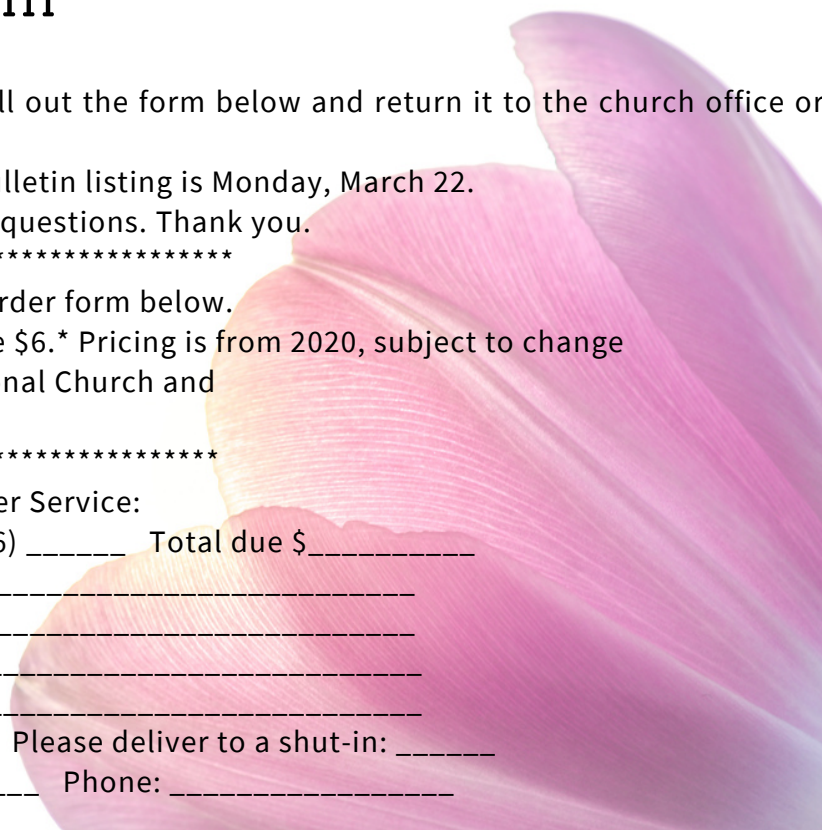 ll out the form below and return it to the church office or
lletin listing is Monday, March 22.
questions. Thank you.
*****************
rder form below.
e $6.* Pricing is from 2020, subject to change
nal Church and
*****************
er Service:
6) ______ Total due $__________
_________________________
_________________________
__________________________
__________________________
Please deliver to a shut-in: ______
___ Phone: _________________